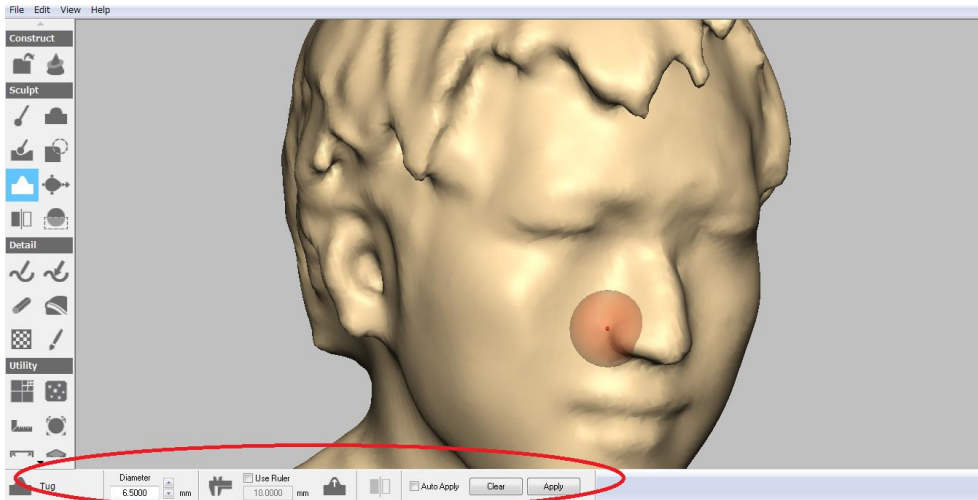 File Edit View Help
Construct
Sculpt
Detail
Utility
Tug
Diameter
6.5000 mm
Use Ruler
10.0000 mm
Auto Apply Clear Apply